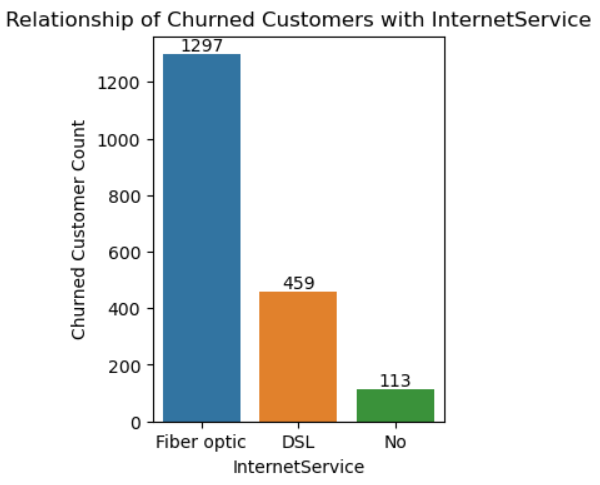 Relationship of Churned Customers with InternetService
1297
1200
1000
800
600
400
200
0
459
113
Churned Customer Count
Fiber optic DSL No
InternetService